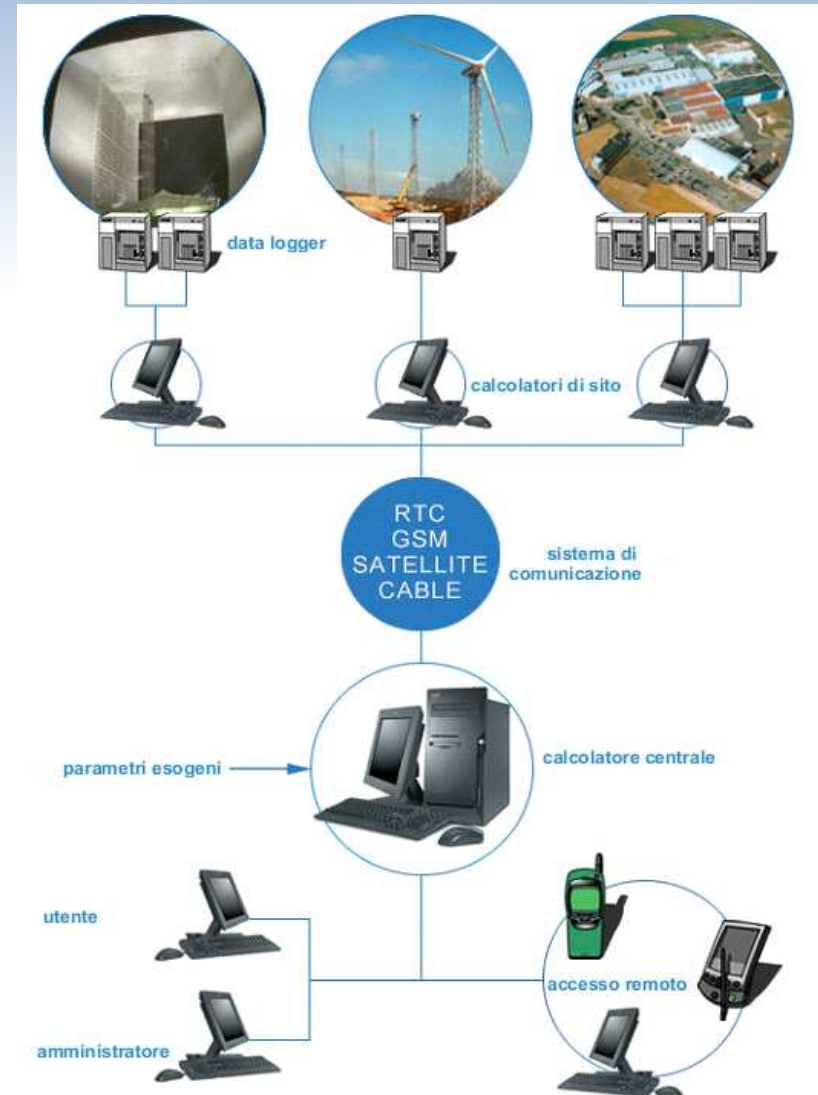 data logger
calcolatori di sito
RTC
GSM
SATELLITE
CABLE
sistema di
comunicazione
parametri esogeni
calcolatore centrale
utente
accesso remoto
amministratore